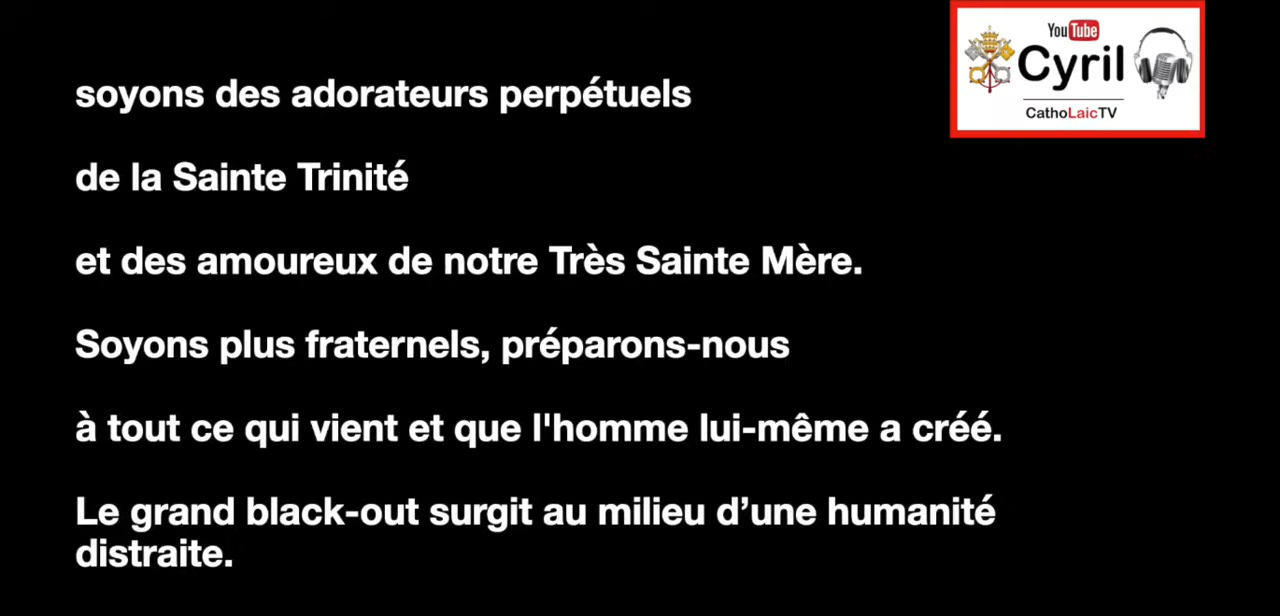 YouTube
Cyril
CathoLaicTV
soyons des adorateurs perpétuels
de la Sainte Trinité
et des amoureux de notre Très Sainte Mère.
Soyons plus fraternels, préparons-nous
à tout ce qui vient et que l'homme lui-même a créé.
Le grand black-out surgit au milieu d’une humanité
distraite.